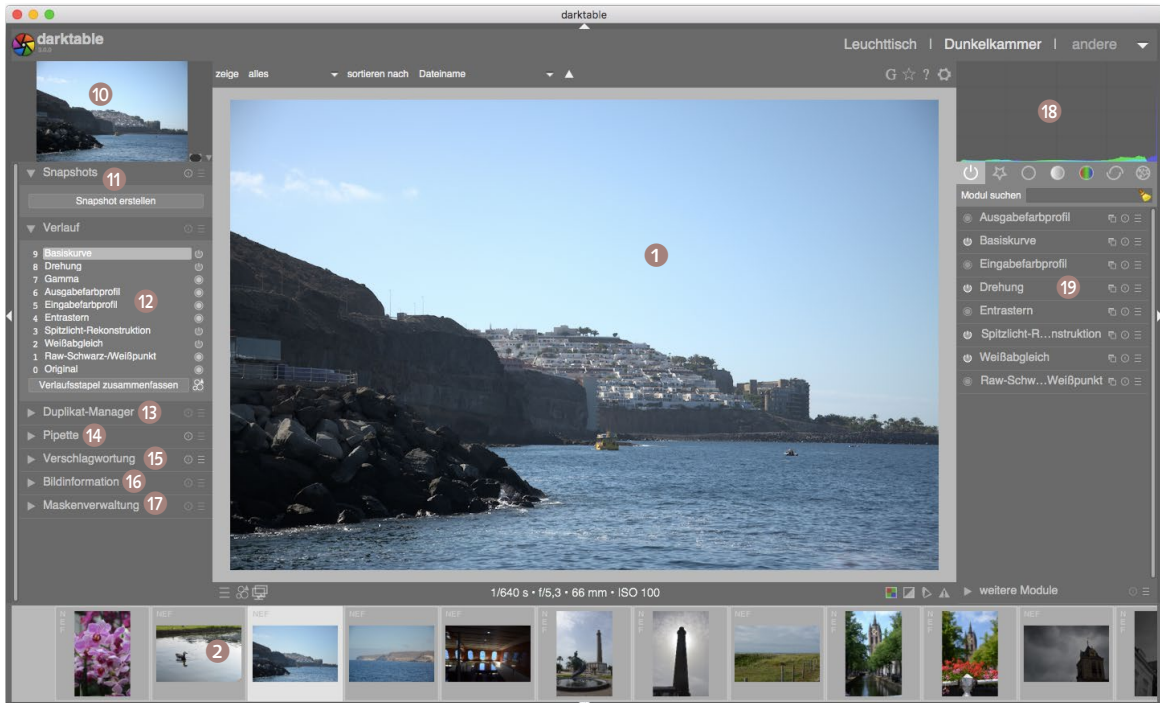 darktable
darktable
Leuchttisch | Dunkelkammer | andere
zeige alles sortieren nach Dateiname
G ☆ ?
10
18
1
Snapshots 11
Snapshot erstellen
Modul suchen
Verlauf
9 Basiskurve
8 Drehung
7 Gamma
6 Ausgabefarbprofil
5 Eingabefarbprofil
4 Entrastern
3 Spitzlicht-Rekonstruktion
2 Weißabgleich
1 Raw-Schwarz-/Weißpunkt
0 Original
12
Verlaufsstapel zusammenfassen
Duplikat-Manager 13
Pipette 14
Verschlagwortung 15
Bildinformation 16
Maskenverwaltung 17
Ausgabefarbprofil
Basiskurve
Eingabefarbprofil
Drehung 19
Entrastern
Spitzlicht-R...nstruktion
Weißabgleich
Raw-Schw...Weißpunkt
1/640 s • f/5,3 • 66 mm • ISO 100
weitere Module
NEF
NEF
NEF
NEF
NEF
NEF
NEF
NEF
NEF
NEF
NEF
2